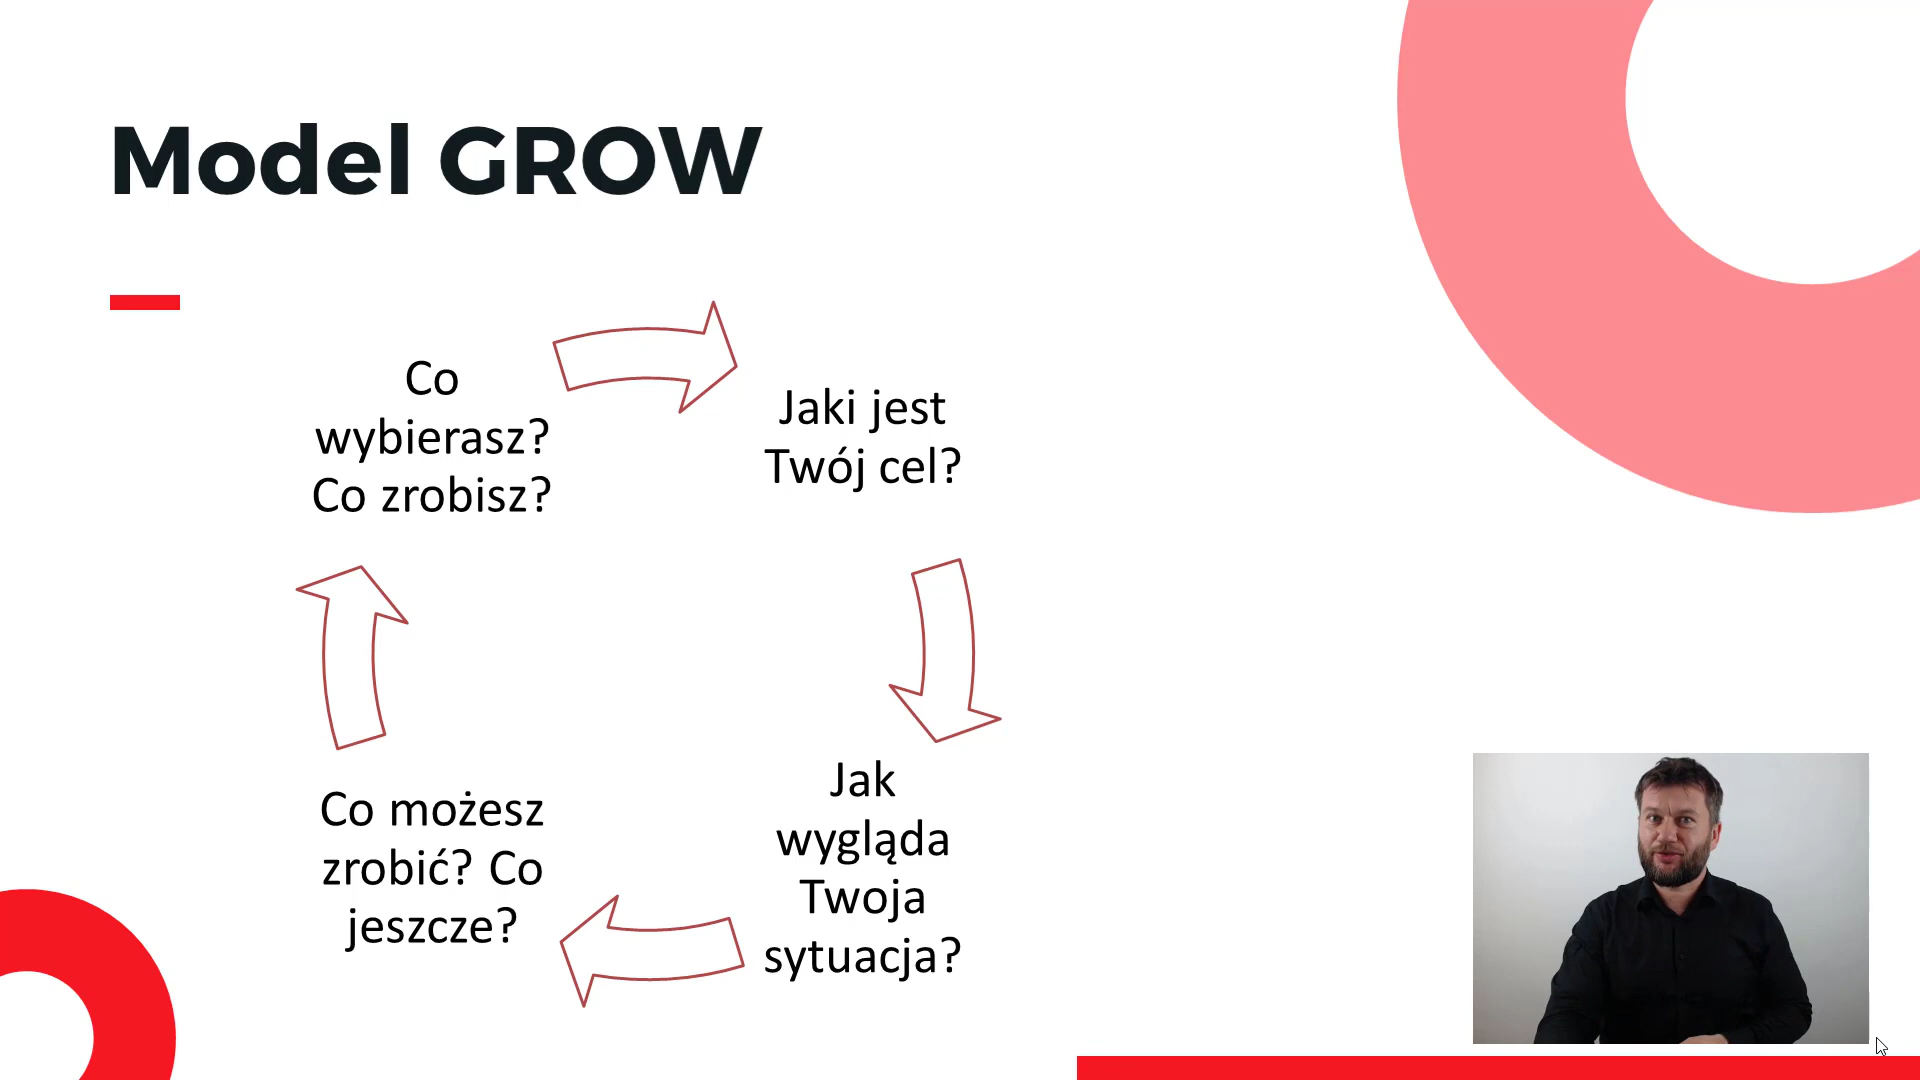 Model GROW
Co
wybierasz?
Co zrobisz?
Jaki jest
Twój cel?
Jak
wygląda
Twoja
sytuacja?
Co możesz
zrobić? Co
jeszcze?